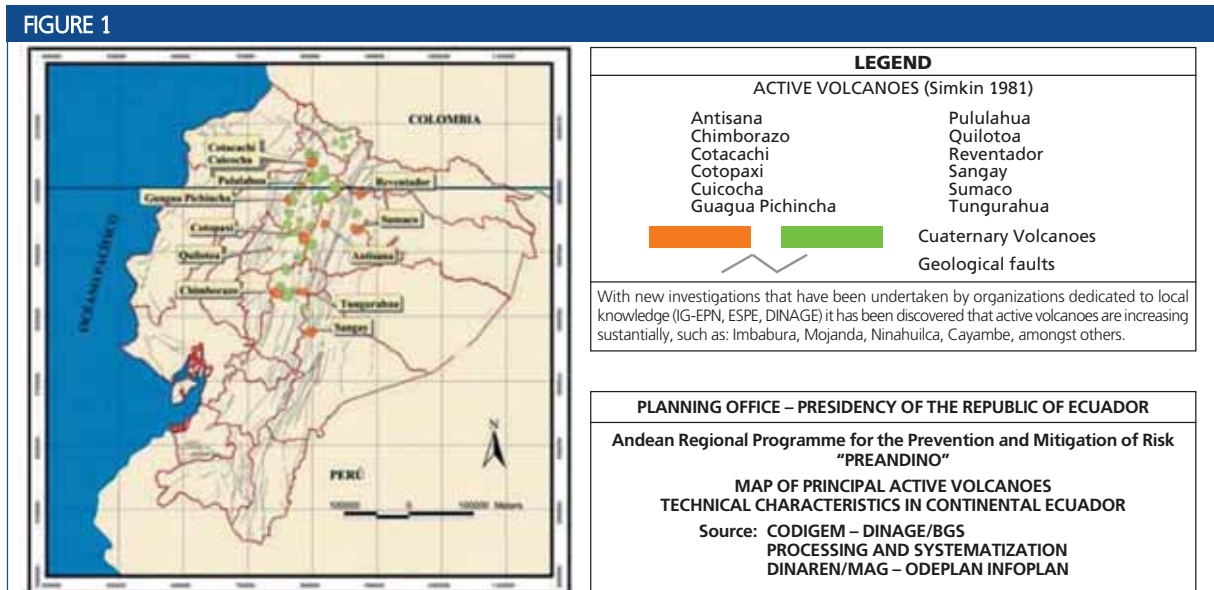 FIGURE 1
COLOMBIA
Cotacachi
Cuicocha
Pululahua
Reventador
Guagua Pichincha
Sumaco
Cotopaxi
Quilotoa
Antisana
Chimborazo
Tungurahua
Sangay
OCÉANO PACÍFICO
N
PERÚ
100000 0 100000 Meters
LEGEND
ACTIVE VOLCANOES (Simkin 1981)
Antisana Pululahua
Chimborazo Quilotoa
Cotacachi Reventador
Cotopaxi Sangay
Cuicocha Sumaco
Guagua Pichincha Tungurahua
Cuaternary Volcanoes
Geological faults
With new investigations that have been undertaken by organizations dedicated to local
knowledge (IG-EPN, ESPE, DINAGE) it has been discovered that active volcanoes are increasing
sustantially, such as: Imbabura, Mojanda, Ninahuilca, Cayambe, amongst others.
PLANNING OFFICE – PRESIDENCY OF THE REPUBLIC OF ECUADOR
Andean Regional Programme for the Prevention and Mitigation of Risk
“PREANDINO”
MAP OF PRINCIPAL ACTIVE VOLCANOES
TECHNICAL CHARACTERISTICS IN CONTINENTAL ECUADOR
Source: CODIGEM – DINAGE/BGS
PROCESSING AND SYSTEMATIZATION
DINAREN/MAG – ODEPLAN INFOPLAN